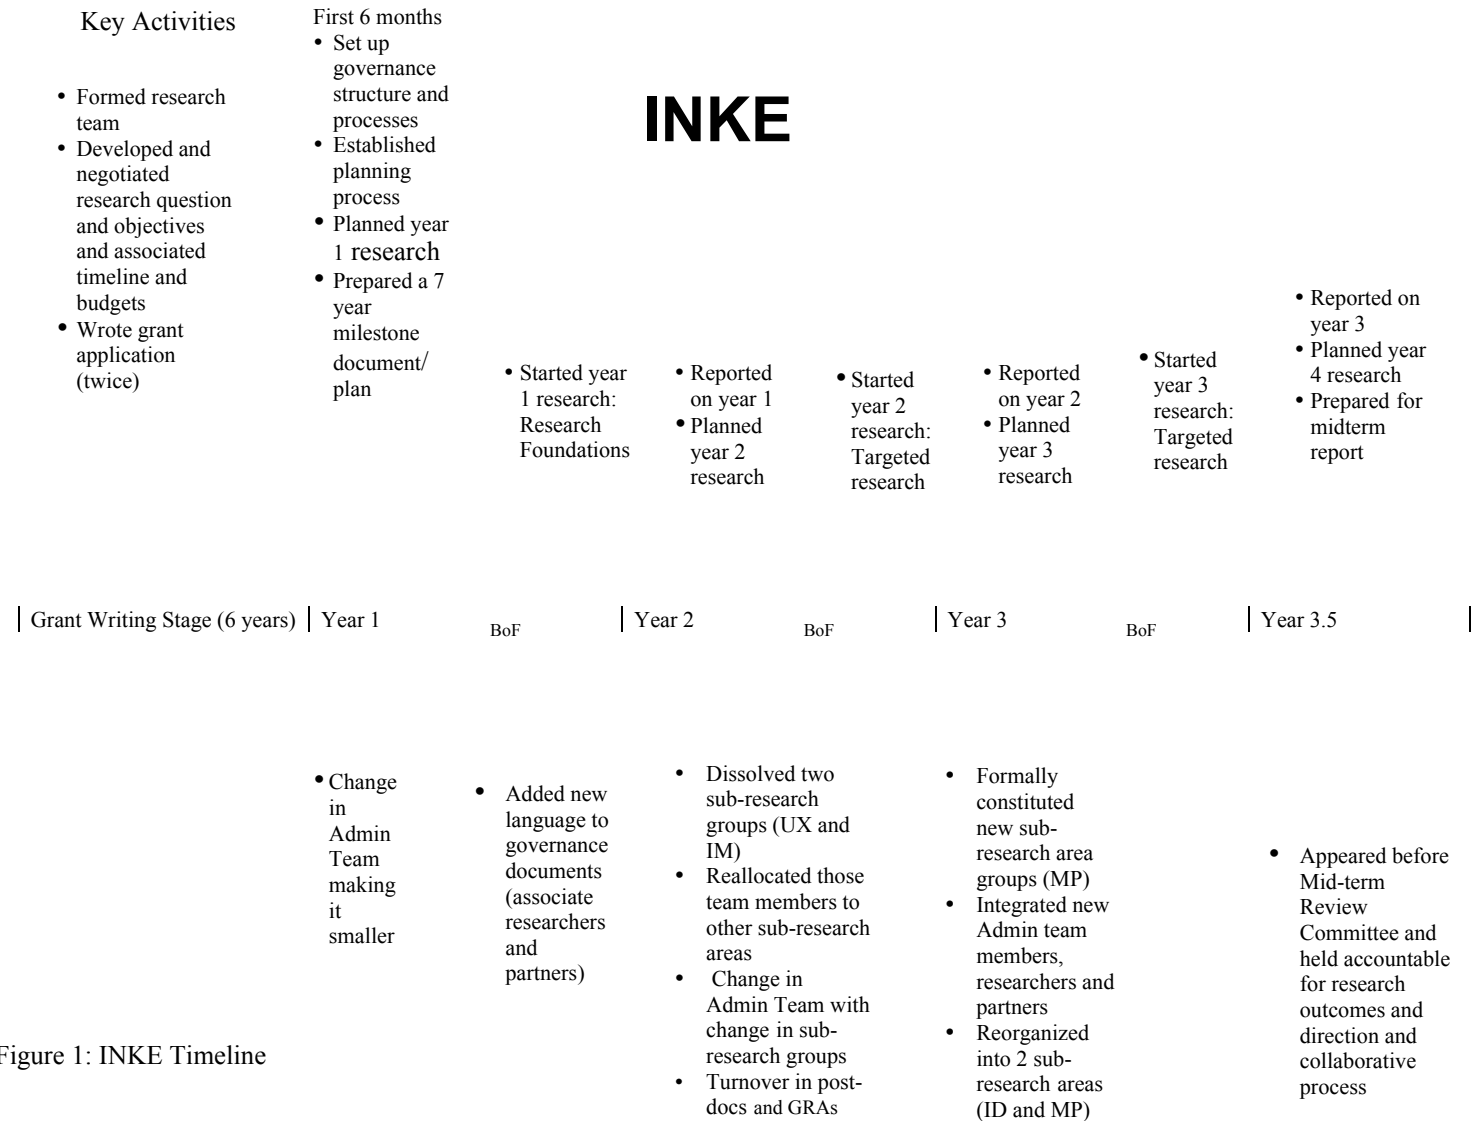 Key Activities
• Formed research
team
• Developed and
negotiated
research question
and objectives
and associated
timeline and
budgets
• Wrote grant
application
(twice)
First 6 months
• Set up
governance
structure and
processes
• Established
planning
process
• Planned year
1 research
• Prepared a 7
year
milestone
document/
plan
INKE
• Started year
1 research:
Research
Foundations
• Reported
on year 1
• Planned
year 2
research
• Started
year 2
research:
Targeted
research
• Reported
on year 2
• Planned
year 3
research
• Started
year 3
research:
Targeted
research
• Reported on
year 3
• Planned year
4 research
• Prepared for
midterm
report
Grant Writing Stage (6 years)
Year 1
BoF
Year 2
BoF
Year 3
BoF
Year 3.5
• Change
in
Admin
Team
making
it
smaller
• Added new
language to
governance
documents
(associate
researchers
and
partners)
• Dissolved two
sub-research
groups (UX and
IM)
• Reallocated those
team members to
other sub-research
areas
• Change in
Admin Team with
change in sub-
research groups
• Turnover in post-
docs and GRAs
• Formally
constituted
new sub-
research area
groups (MP)
• Integrated new
Admin team
members,
researchers and
partners
• Reorganized
into 2 sub-
research areas
(ID and MP)
• Appeared before
Mid-term
Review
Committee and
held accountable
for research
outcomes and
direction and
collaborative
process
Figure 1: INKE Timeline